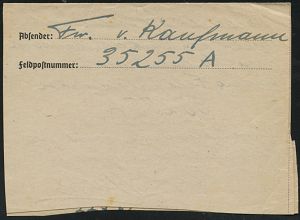 Absender: Fw. v. Kaufmann
Feldpostnummer: 35255 A